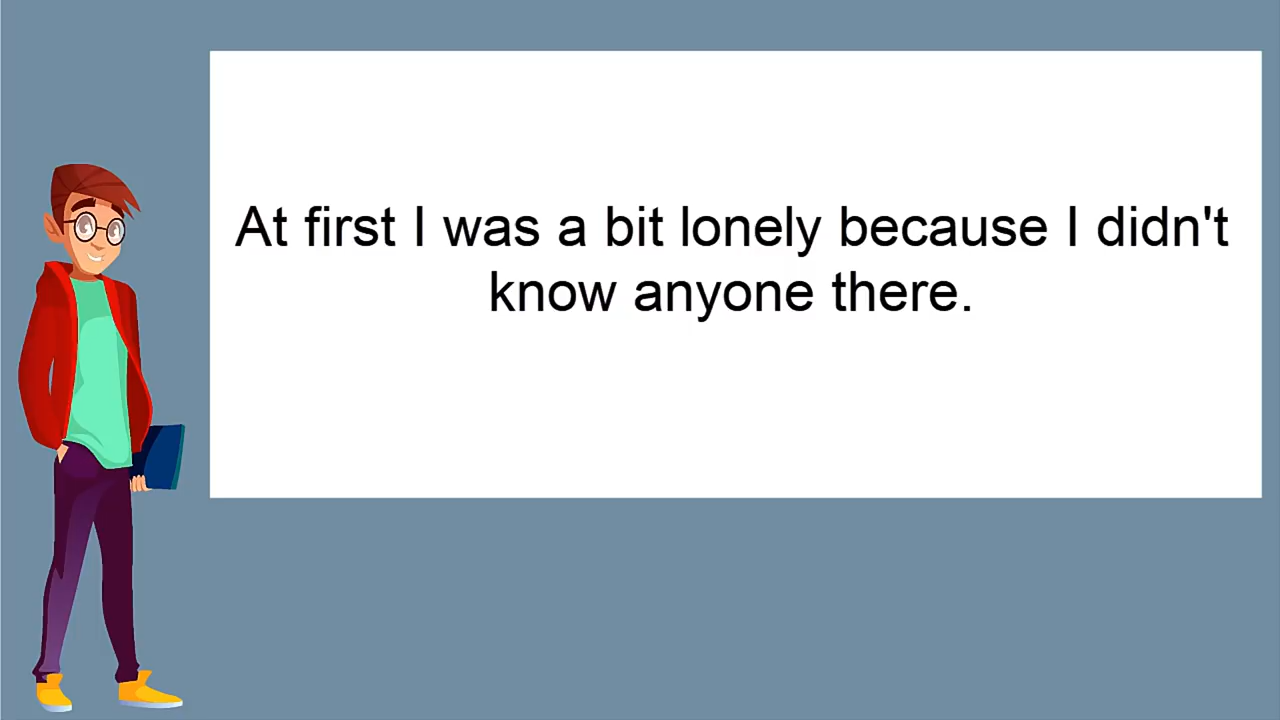 At first I was a bit lonely because I didn't
know anyone there.